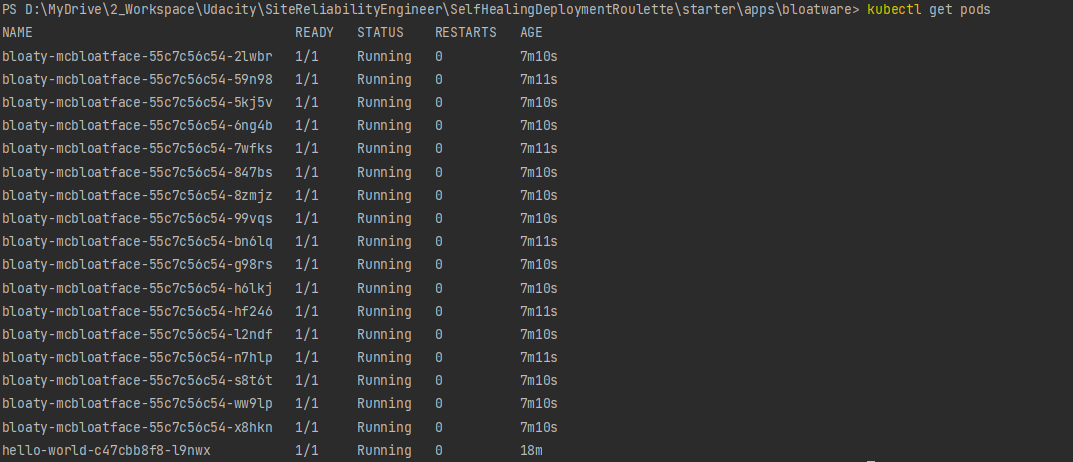 PS D:\MyDrive\2_Workspace\Udacity\SiteReliabilityEngineer\SelfHealingDeploymentRoulette\starter\apps\bloatware> kubectl get pods
NAME READY STATUS RESTARTS AGE
bloaty-mcbloatface-55c7c56c54-2lwbr 1/1 Running 0 7m10s
bloaty-mcbloatface-55c7c56c54-59n98 1/1 Running 0 7m11s
bloaty-mcbloatface-55c7c56c54-5kj5v 1/1 Running 0 7m10s
bloaty-mcbloatface-55c7c56c54-6ng4b 1/1 Running 0 7m10s
bloaty-mcbloatface-55c7c56c54-7wfks 1/1 Running 0 7m11s
bloaty-mcbloatface-55c7c56c54-847bs 1/1 Running 0 7m10s
bloaty-mcbloatface-55c7c56c54-8zmjz 1/1 Running 0 7m10s
bloaty-mcbloatface-55c7c56c54-99vqs 1/1 Running 0 7m10s
bloaty-mcbloatface-55c7c56c54-bn6lq 1/1 Running 0 7m11s
bloaty-mcbloatface-55c7c56c54-g98rs 1/1 Running 0 7m10s
bloaty-mcbloatface-55c7c56c54-h6lkj 1/1 Running 0 7m10s
bloaty-mcbloatface-55c7c56c54-hf246 1/1 Running 0 7m11s
bloaty-mcbloatface-55c7c56c54-l2ndf 1/1 Running 0 7m10s
bloaty-mcbloatface-55c7c56c54-n7hlp 1/1 Running 0 7m11s
bloaty-mcbloatface-55c7c56c54-s8t6t 1/1 Running 0 7m10s
bloaty-mcbloatface-55c7c56c54-ww9lp 1/1 Running 0 7m10s
bloaty-mcbloatface-55c7c56c54-x8hkn 1/1 Running 0 7m10s
hello-world-c47cbb8f8-l9nwx 1/1 Running 0 18m